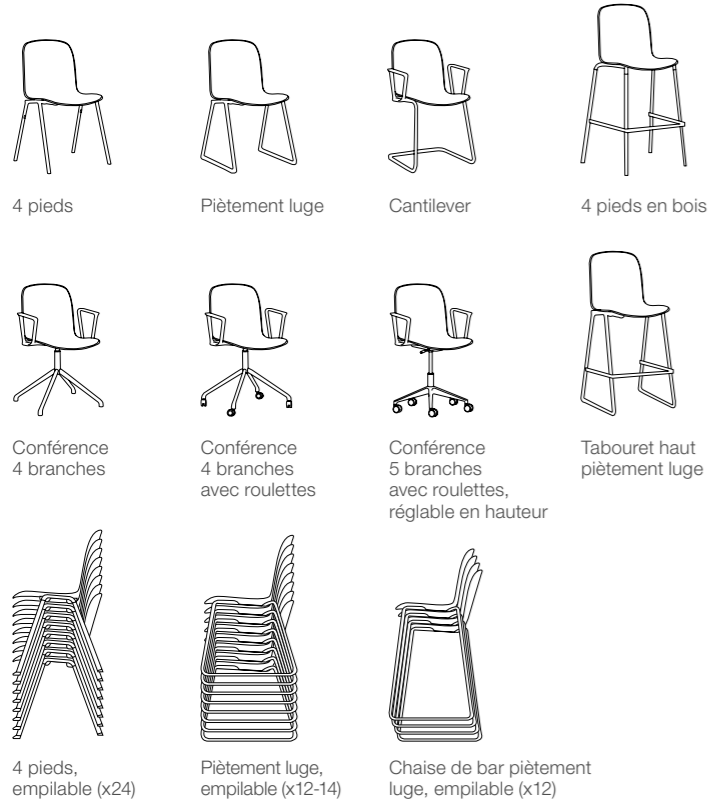 4 pieds
Piètement luge
Cantilever
4 pieds en bois
Conférence
4 branches
Conférence
4 branches
avec roulettes
Conférence
5 branches
avec roulettes,
réglable en hauteur
Tabouret haut
piètement luge
4 pieds,
empilable (x24)
Piètement luge,
empilable (x12-14)
Chaise de bar piètement
luge, empilable (x12)